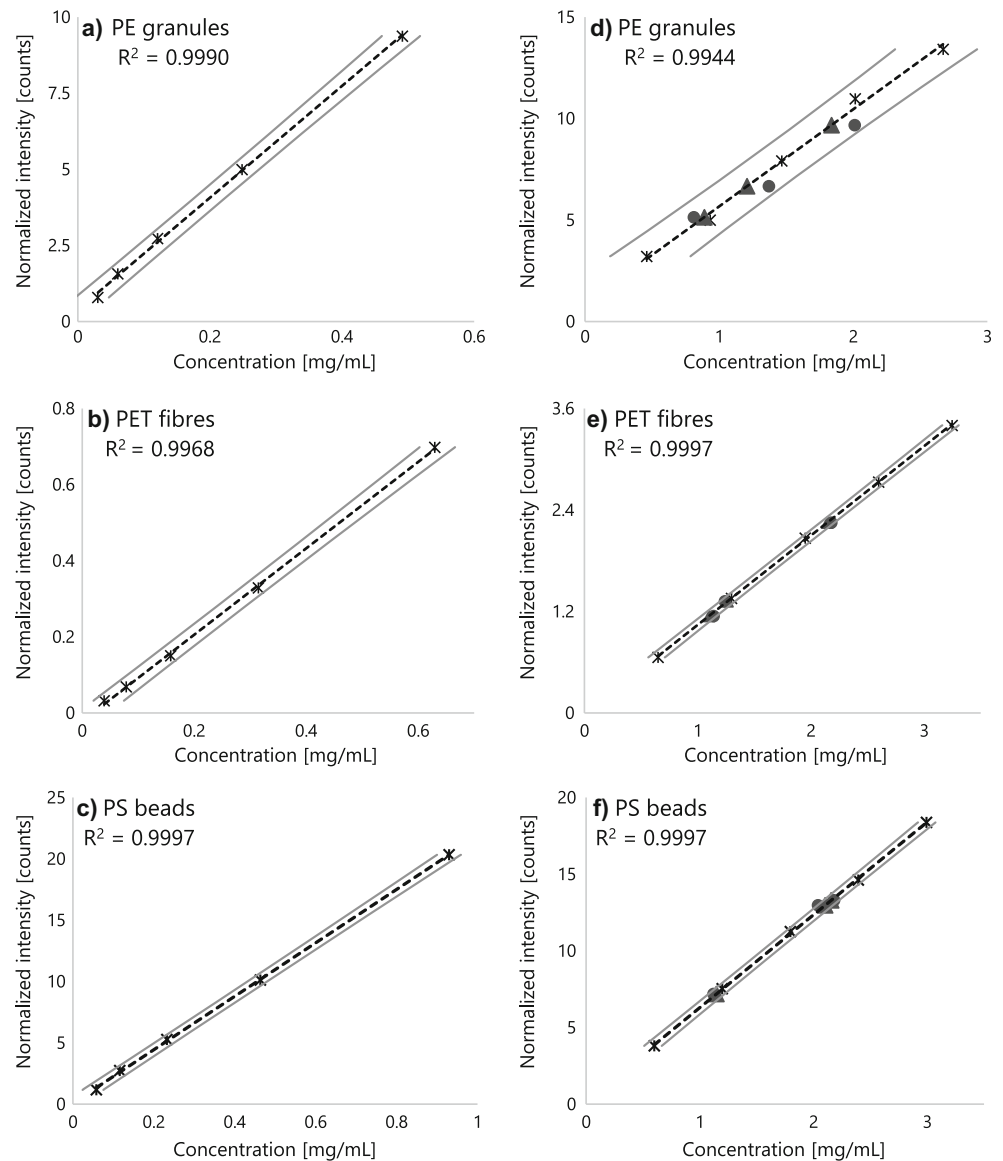 a) PE granules
R² = 0.9990
Normalized intensity [counts]
10
7.5
5
2.5
0
0 0.2 0.4 0.6
Concentration [mg/mL]
d) PE granules
R² = 0.9944
Normalized intensity [counts]
15
10
5
0
0 1 2 3
Concentration [mg/mL]
b) PET fibres
R² = 0.9968
Normalized intensity [counts]
0.8
0.6
0.4
0.2
0
0 0.2 0.4 0.6
Concentration [mg/mL]
e) PET fibres
R² = 0.9997
Normalized intensity [counts]
3.6
2.4
1.2
0
0 1 2 3
Concentration [mg/mL]
c) PS beads
R² = 0.9997
Normalized intensity [counts]
25
20
15
10
5
0
0 0.2 0.4 0.6 0.8 1
Concentration [mg/mL]
f) PS beads
R² = 0.9997
Normalized intensity [counts]
20
15
10
5
0
0 1 2 3
Concentration [mg/mL]